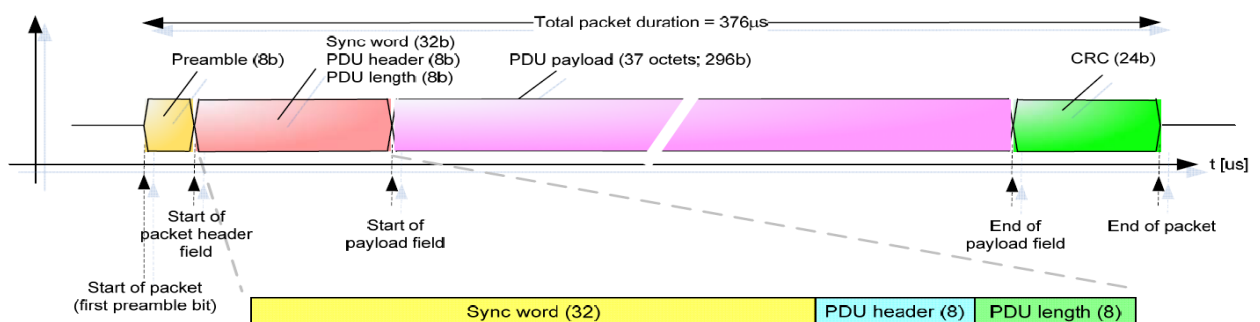 Total packet duration = 376μs
Preamble (8b)
Sync word (32b)
PDU header (8b)
PDU length (8b)
PDU payload (37 octets; 296b)
CRC (24b)
t [us]
Start of
packet header
field
Start of
payload field
End of
payload field
End of packet
Start of packet
(first preamble bit)
Sync word (32)
PDU header (8)
PDU length (8)